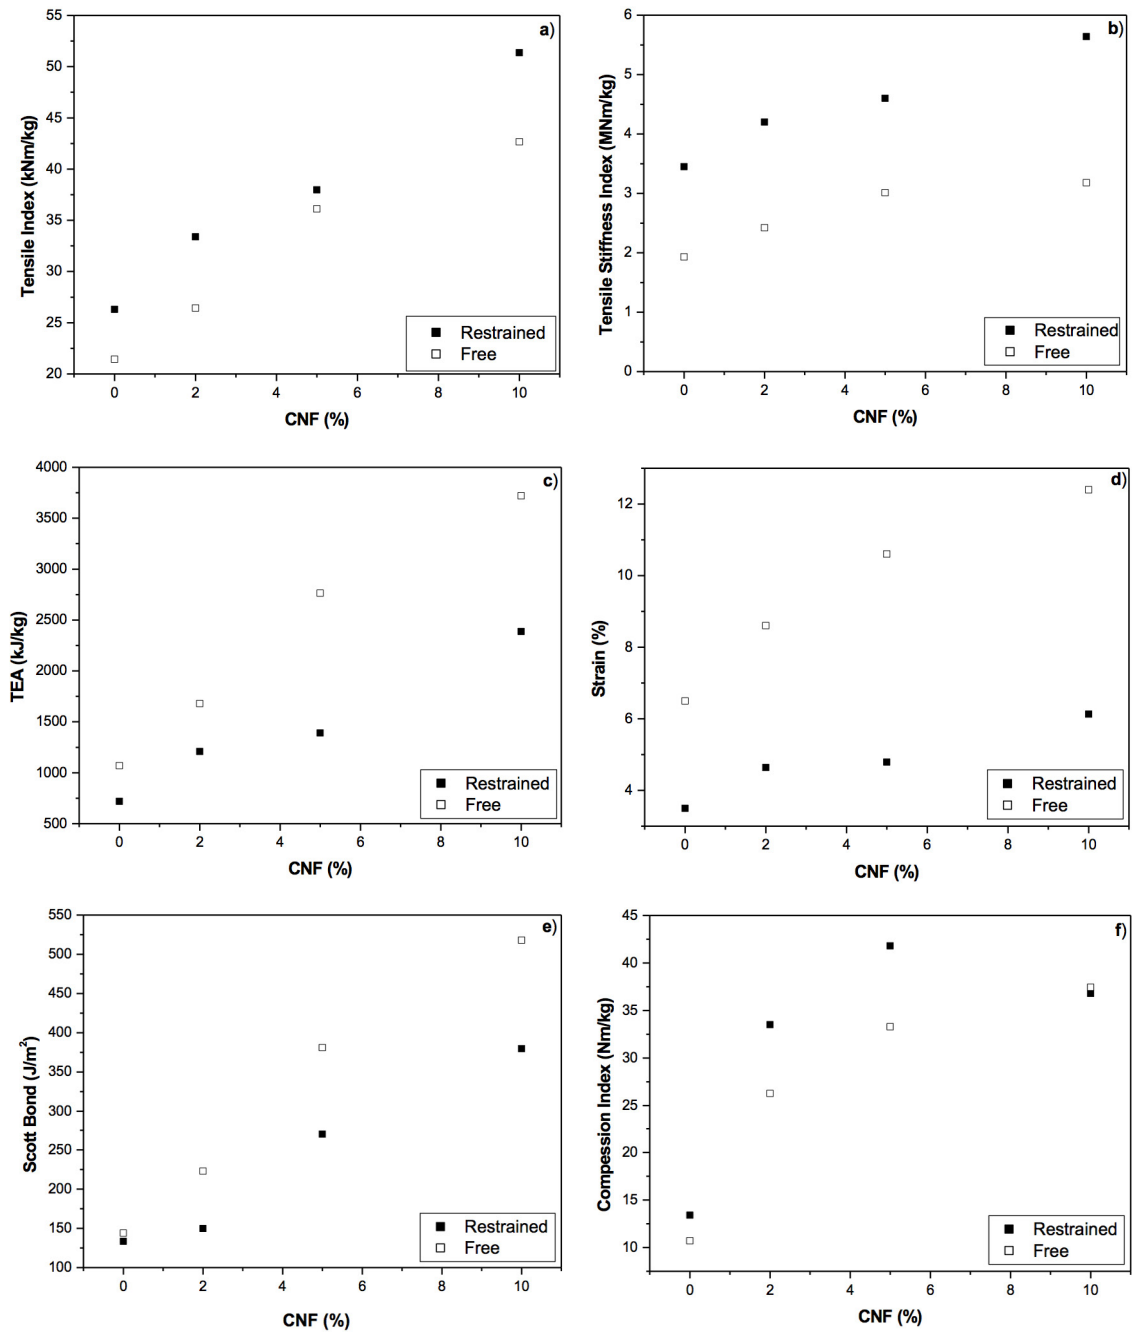 a)
Tensile Index (kNm/kg)
55
50
45
40
35
30
25
20
Restrained
Free
0 2 4 6 8 10
CNF (%)
b)
Tensile Stiffness Index (MNm/kg)
6
5
4
3
2
1
0
Restrained
Free
0 2 4 6 8 10
CNF (%)
c)
TEA (kJ/kg)
4000
3500
3000
2500
2000
1500
1000
500
Restrained
Free
0 2 4 6 8 10
CNF (%)
d)
Strain (%)
12
10
8
6
4
Restrained
Free
0 2 4 6 8 10
CNF (%)
e)
Scott Bond (J/m²)
550
500
450
400
350
300
250
200
150
100
Restrained
Free
0 2 4 6 8 10
CNF (%)
f)
Compession Index (Nm/kg)
45
40
35
30
25
20
15
10
Restrained
Free
0 2 4 6 8 10
CNF (%)